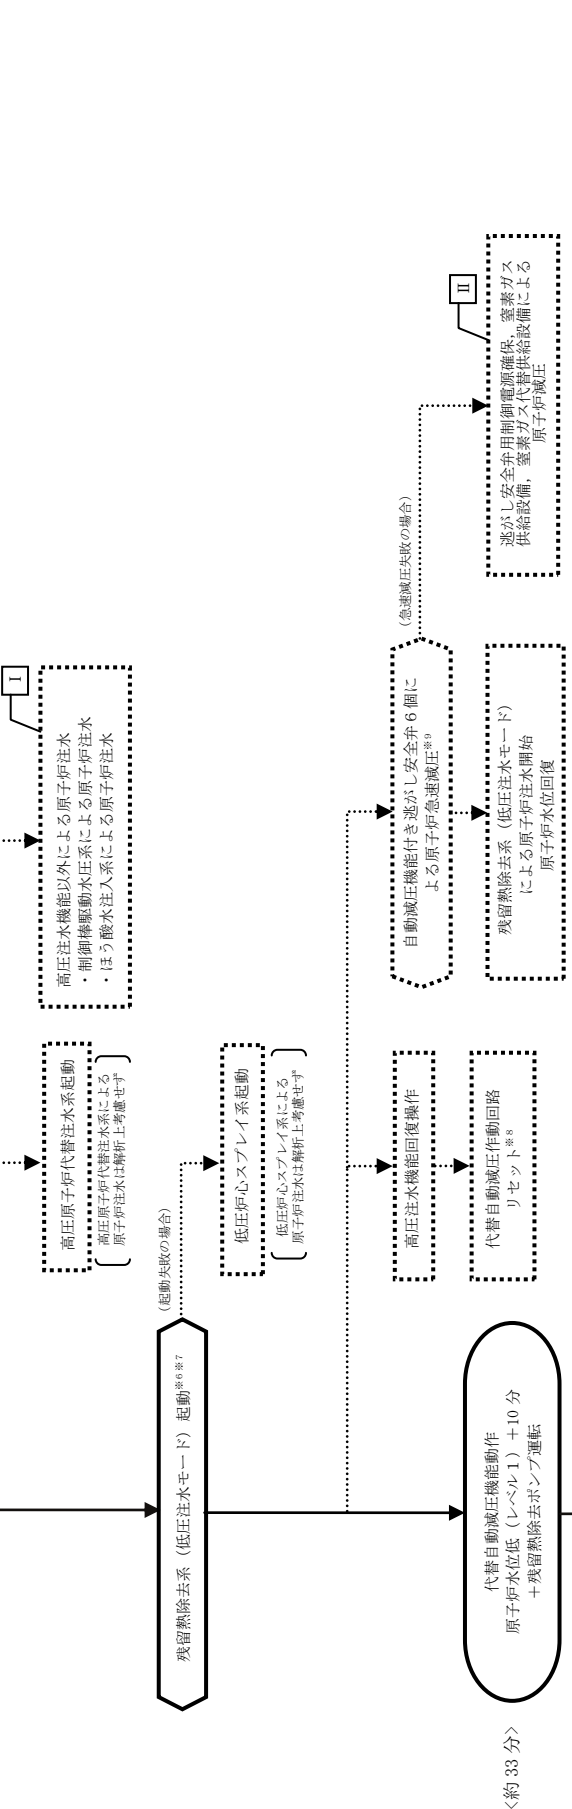 高圧原子炉代替注水系起動
高圧原子炉代替注水系による
原子炉注水は解析上考慮せず
Ⅰ
高圧注水機能以外による原子炉注水
・制御棒駆動水圧系による原子炉注水
・ほう酸水注入系による原子炉注水
残留熱除去系（低圧注水モード）起動※6※7
（起動失敗の場合）
低圧炉心スプレイ系起動
低圧炉心スプレイ系による
原子炉注水は解析上考慮せず
高圧注水機能回復操作
代替自動減圧作動回路
リセット※8
自動減圧機能付き逃がし安全弁６個に
よる原子炉急速減圧※9
（急速減圧失敗の場合）
残留熱除去系（低圧注水モード）
による原子炉注水開始
原子炉水位回復
Ⅱ
逃がし安全弁用制御電源確保，窒素ガス
供給設備，窒素ガス代替供給設備による
原子炉減圧
＜約 33 分＞
代替自動減圧機能動作
原子炉水位低（レベル１）＋10 分
＋残留熱除去ポンプ運転